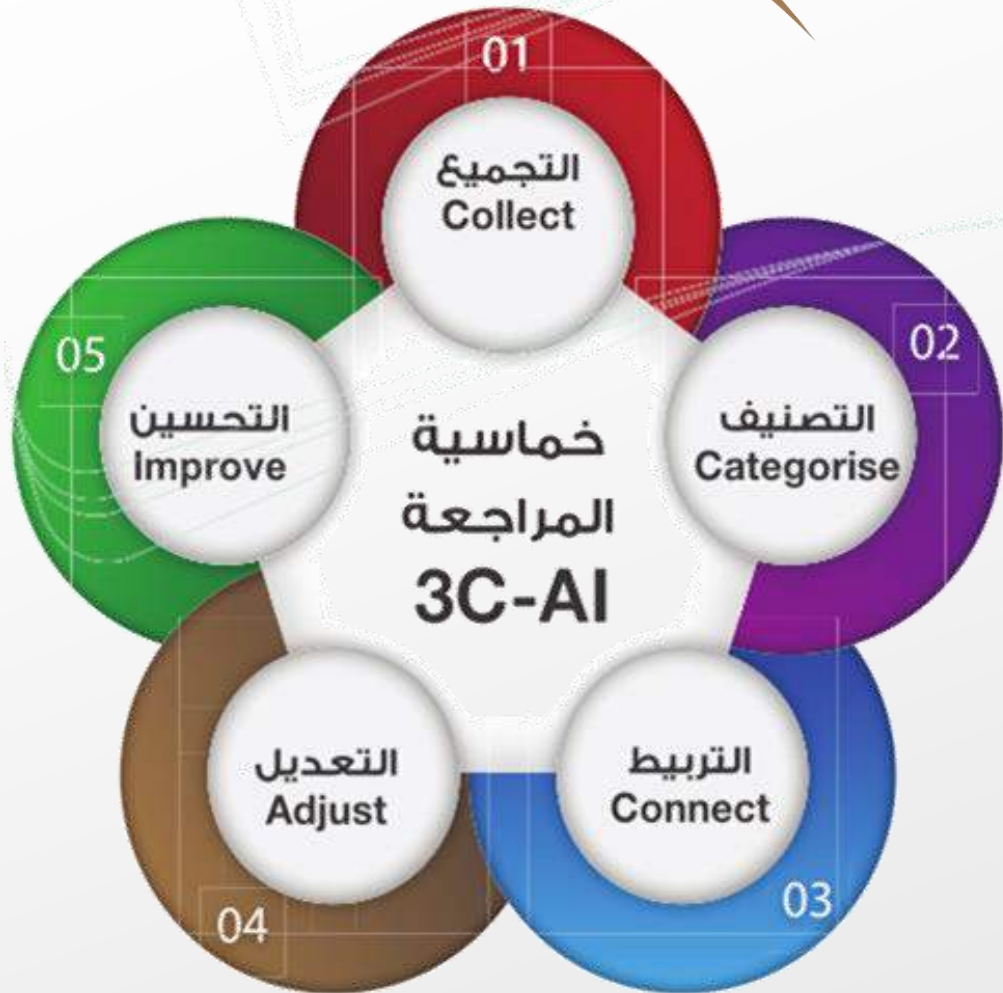 01
التجميع
Collect
02
التصنيف
Categorise
03
التربيط
Connect
04
التعديل
Adjust
05
التحسين
Improve
خماسية
المراجعة
3C-AI